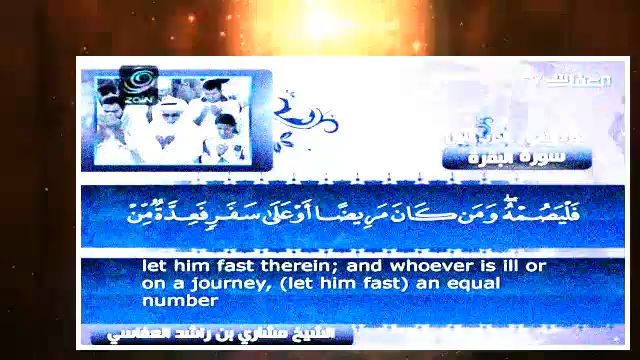 ZAIN
سورة البقرة
فَلْيَصُمْهُ ۖ وَمَن كَانَ مَرِيضًا أَوْ عَلَىٰ سَفَرٍ فَعِدَّةٌ مِّنْ
let him fast therein; and whoever is ill or
on a journey, (let him fast) an equal
number
الشيخ مشاري بن راشد العفاسي